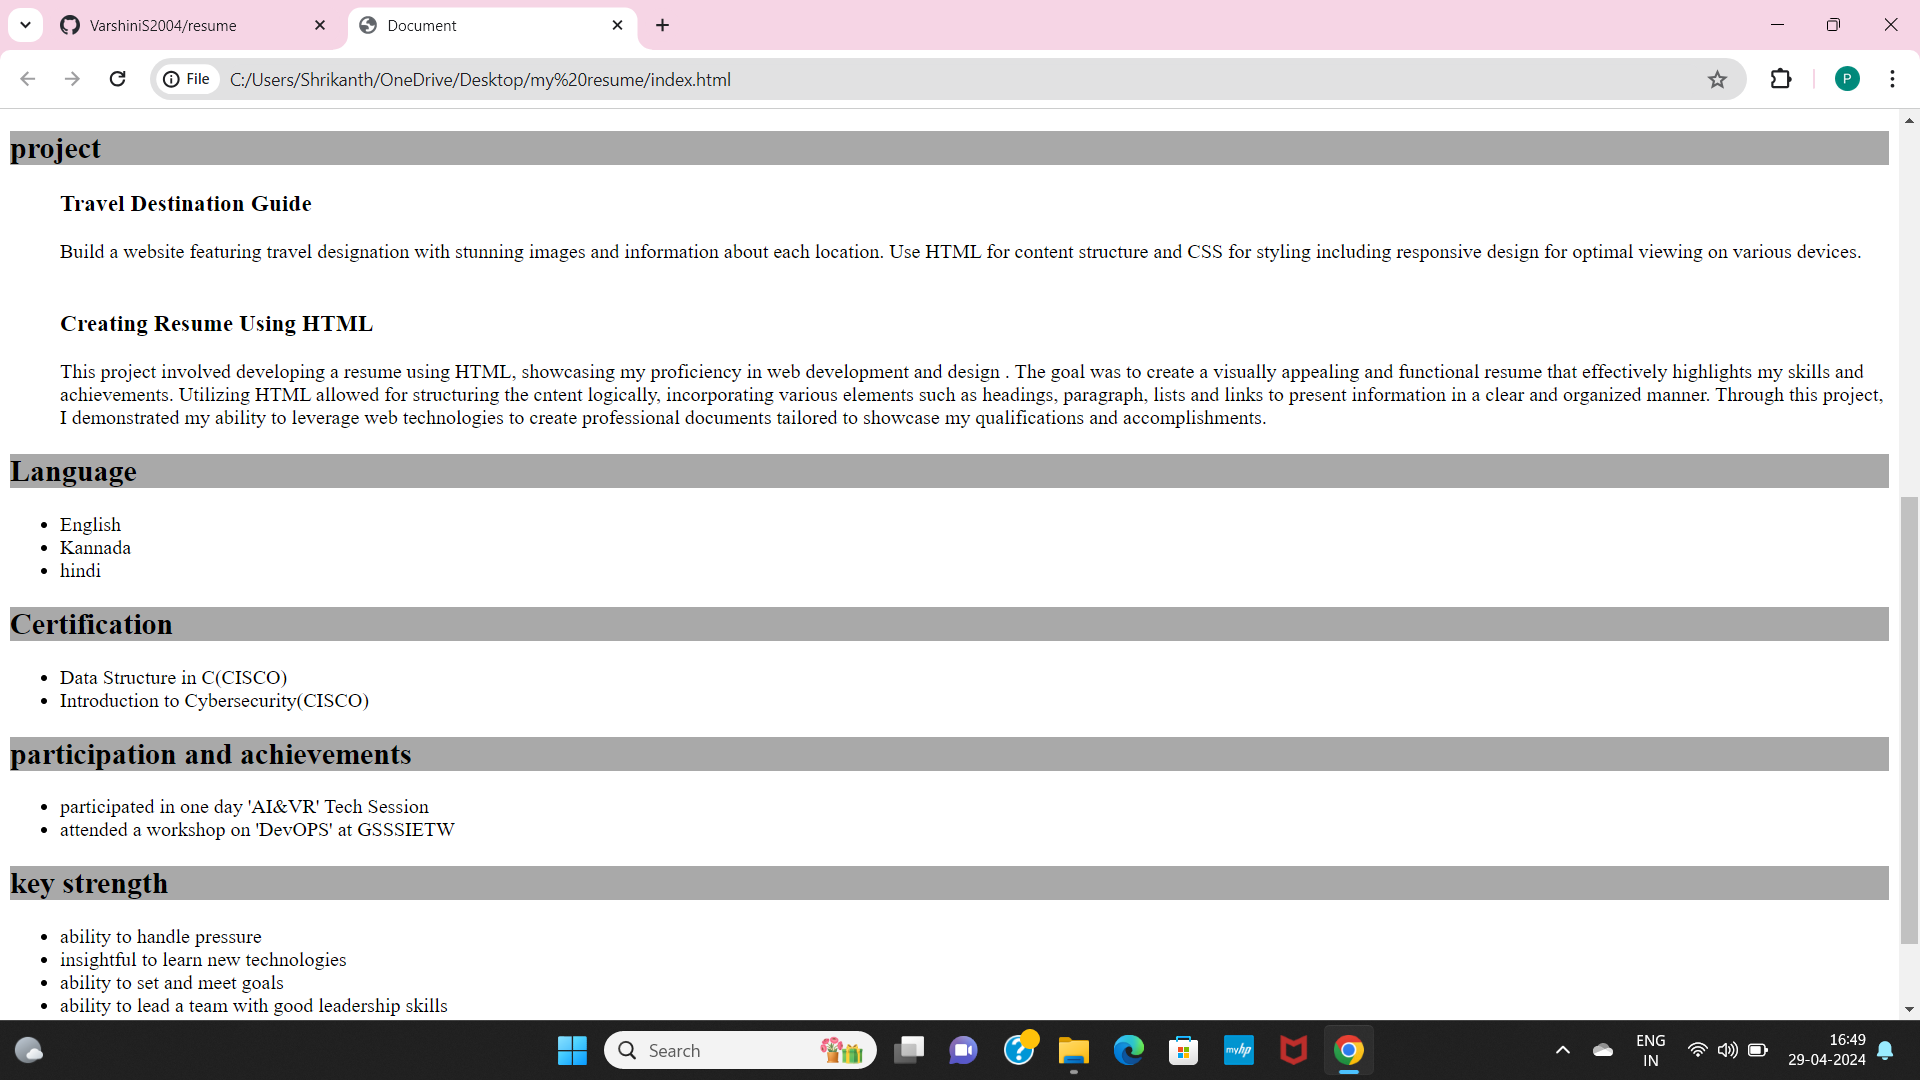 VarshiniS2004/resume
Document
File
C:/Users/Shrikanth/OneDrive/Desktop/my%20resume/index.html
P
project
Travel Destination Guide
Build a website featuring travel designation with stunning images and information about each location. Use HTML for content structure and CSS for styling including responsive design for optimal viewing on various devices.
Creating Resume Using HTML
This project involved developing a resume using HTML, showcasing my proficiency in web development and design . The goal was to create a visually appealing and functional resume that effectively highlights my skills and
achievements. Utilizing HTML allowed for structuring the cntent logically, incorporating various elements such as headings, paragraph, lists and links to present information in a clear and organized manner. Through this project,
I demonstrated my ability to leverage web technologies to create professional documents tailored to showcase my qualifications and accomplishments.
Language
• English
• Kannada
• hindi
Certification
• Data Structure in C(CISCO)
• Introduction to Cybersecurity(CISCO)
participation and achievements
• participated in one day 'AI&VR' Tech Session
• attended a workshop on 'DevOPS' at GSSSIETW
key strength
• ability to handle pressure
• insightful to learn new technologies
• ability to set and meet goals
• ability to lead a team with good leadership skills
Search
myhp
ENG
IN
16:49
29-04-2024